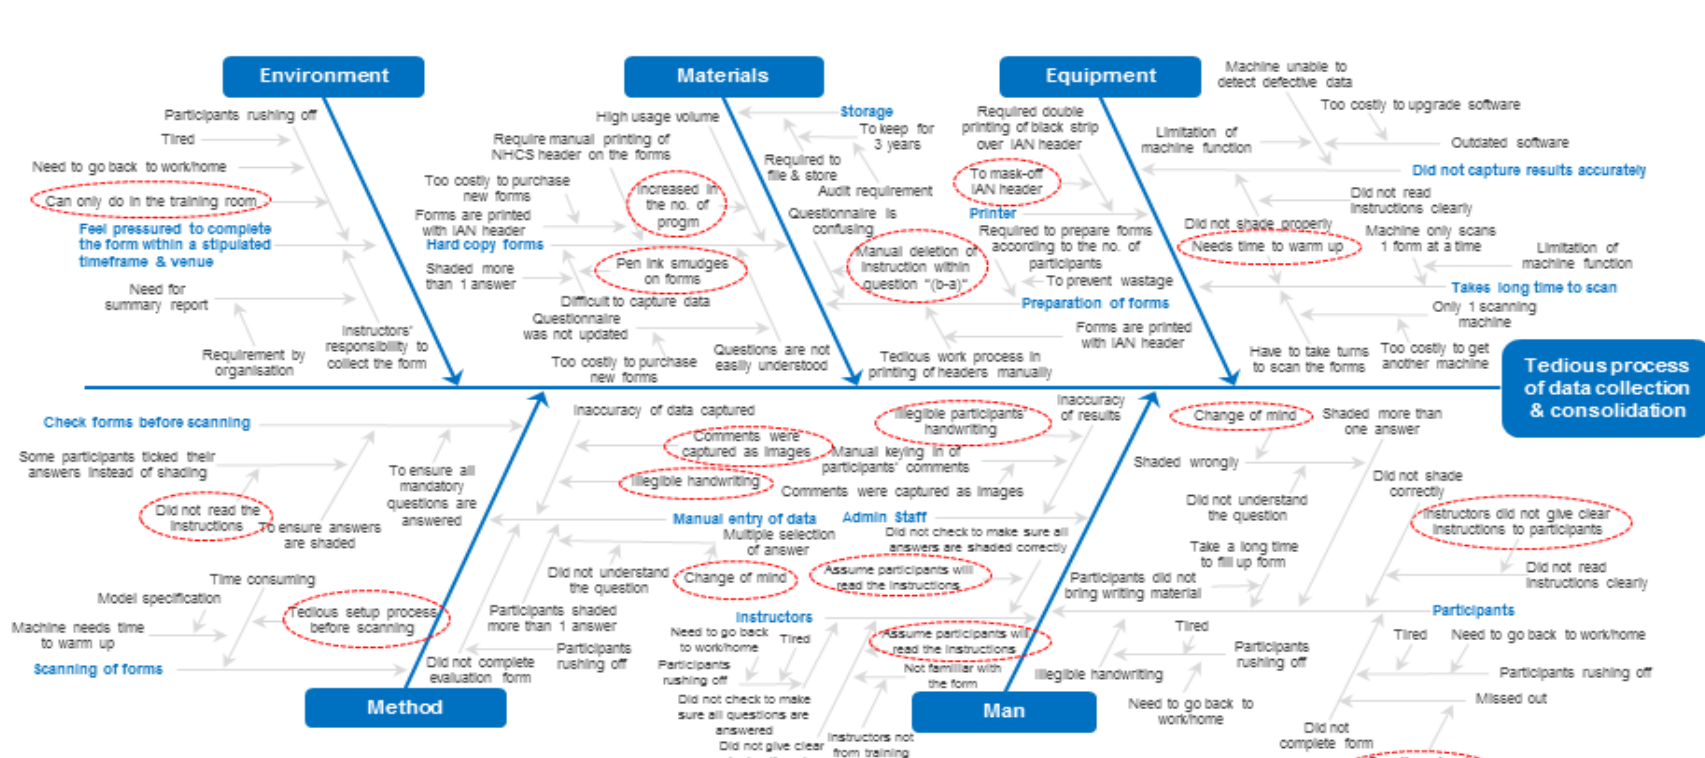 Environment
Materials
Equipment
Machine unable to
detect defective data
Participants rushing off
Tired
Need to go back to work/home
Can only do in the training room
Feel pressured to complete
the form within a stipulated
timeframe & venue
Need for
summary report
Requirement by
organisation
Instructors'
responsibility to
collect the form
High usage volume
Require manual printing of
NHCS header on the forms
Too costly to purchase
new forms
Forms are printed
with IAN header
Hard copy forms
Increased in
the no. of
progm
Shaded more
than 1 answer
Pen ink smudges
on forms
Difficult to capture data
Questionnaire
was not updated
Too costly to purchase
new forms
Questions are not
easily understood
Storage
To keep for
3 years
Required to
file & store
Audit requirement
Questionnaire is
confusing
Manual deletion of
instruction within
question "(b-a)"
Required double
printing of black strip
over IAN header
To mask-off
IAN header
Printer
Required to prepare forms
according to the no. of
participants
To prevent wastage
Preparation of forms
Forms are printed
with IAN header
Tedious work process in
printing of headers manually
Too costly to upgrade software
Limitation of
machine function
Outdated software
Did not capture results accurately
Did not read
instructions clearly
Did not shade properly
Needs time to warm up
Machine only scans
1 form at a time
Limitation of
machine function
Takes long time to scan
Only 1 scanning
machine
Have to take turns
to scan the forms
Too costly to get
another machine
Tedious process
of data collection
& consolidation
Check forms before scanning
Some participants ticked their
answers instead of shading
Did not read the
instructions
To ensure answers
are shaded
To ensure all
mandatory
questions are
answered
Time consuming
Model specification
Machine needs time
to warm up
Tedious setup process
before scanning
Scanning of forms
Inaccuracy of data captured
Comments were
captured as images
Illegible handwriting
Manual entry of data
Multiple selection
of answer
Did not understand
the question
Change of mind
Participants shaded
more than 1 answer
Participants
rushing off
Did not complete
evaluation form
Method
Illegible participants'
handwriting
Inaccuracy
of results
Manual keying in of
participants' comments
Comments were captured as images
Admin Staff
Did not check to make sure all
answers are shaded correctly
Assume participants will
read the instructions
Instructors
Need to go back
to work/home
Tired
Participants
rushing off
Assume participants will
read the instructions
Not familiar with
the form
Did not check to make
sure all questions are
answered
Did not give clear
Instructors not
from training
Man
Change of mind
Shaded more than
one answer
Shaded wrongly
Did not understand
the question
Did not shade
correctly
Instructors did not give clear
instructions to participants
Take a long time
to fill up form
Participants did not
bring writing material
Did not read
instructions clearly
Participants
Tired
Participants
rushing off
Illegible handwriting
Need to go back to
work/home
Tired
Need to go back to work/home
Participants rushing off
Missed out
Did not
complete form